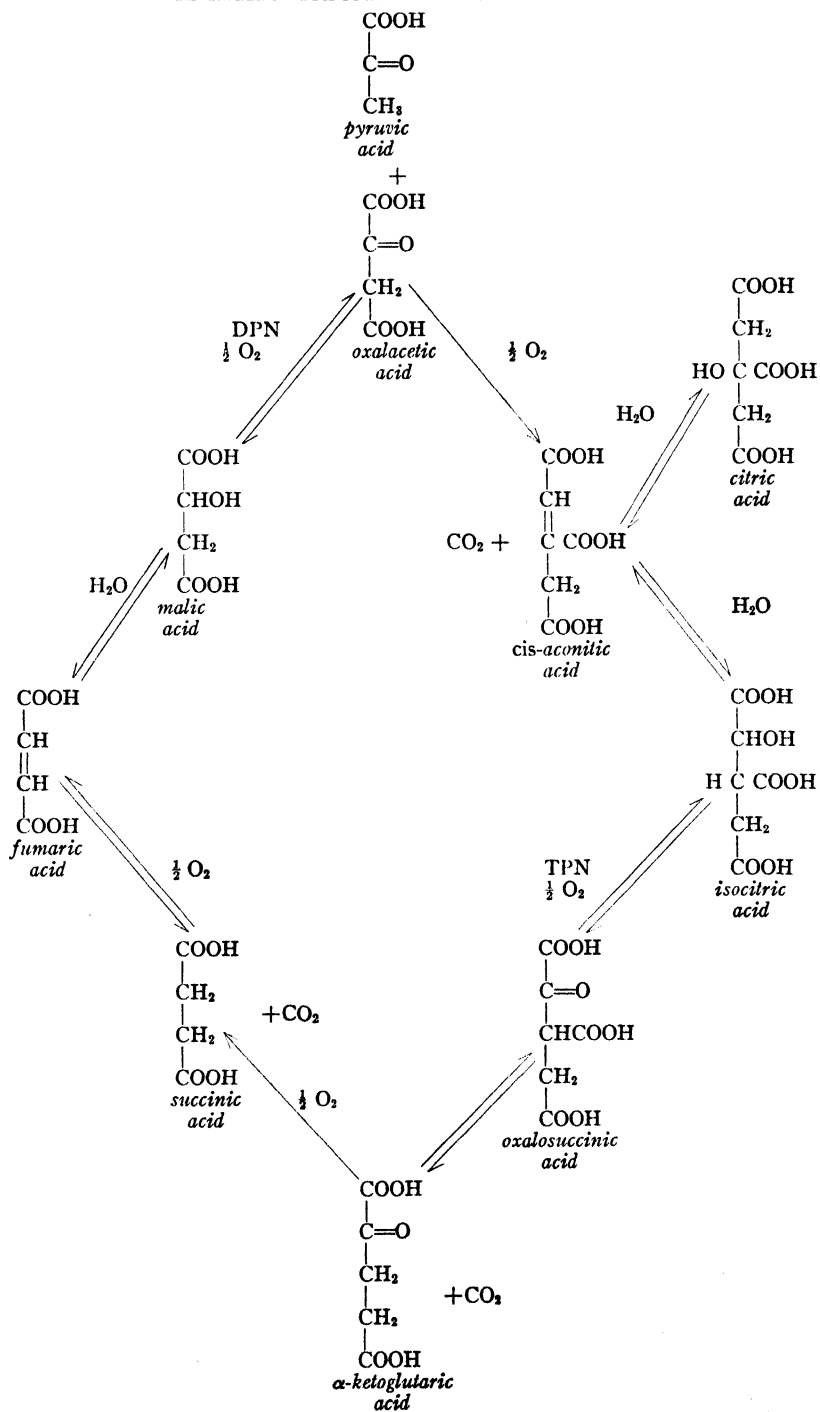 COOH
C=O
CH₃
pyruvic
acid
+
COOH
C=O
CH₂
COOH
oxalacetic
acid
DPN
½ O₂
½ O₂
COOH
CH₂
HO C COOH
CH₂
COOH
citric
acid
H₂O
COOH
CHOH
CH₂
COOH
malic
acid
CO₂ +
COOH
CH
C COOH
CH₂
COOH
cis-aconitic
acid
H₂O
H₂O
COOH
CH
CH
COOH
fumaric
acid
COOH
CHOH
H C COOH
CH₂
COOH
isocitric
acid
½ O₂
TPN
½ O₂
COOH
CH₂
CH₂
COOH
succinic
acid
+CO₂
COOH
C=O
CHCOOH
CH₂
COOH
oxalosuccinic
acid
½ O₂
COOH
C=O
CH₂
CH₂
COOH
α-ketoglutaric
acid
+CO₂